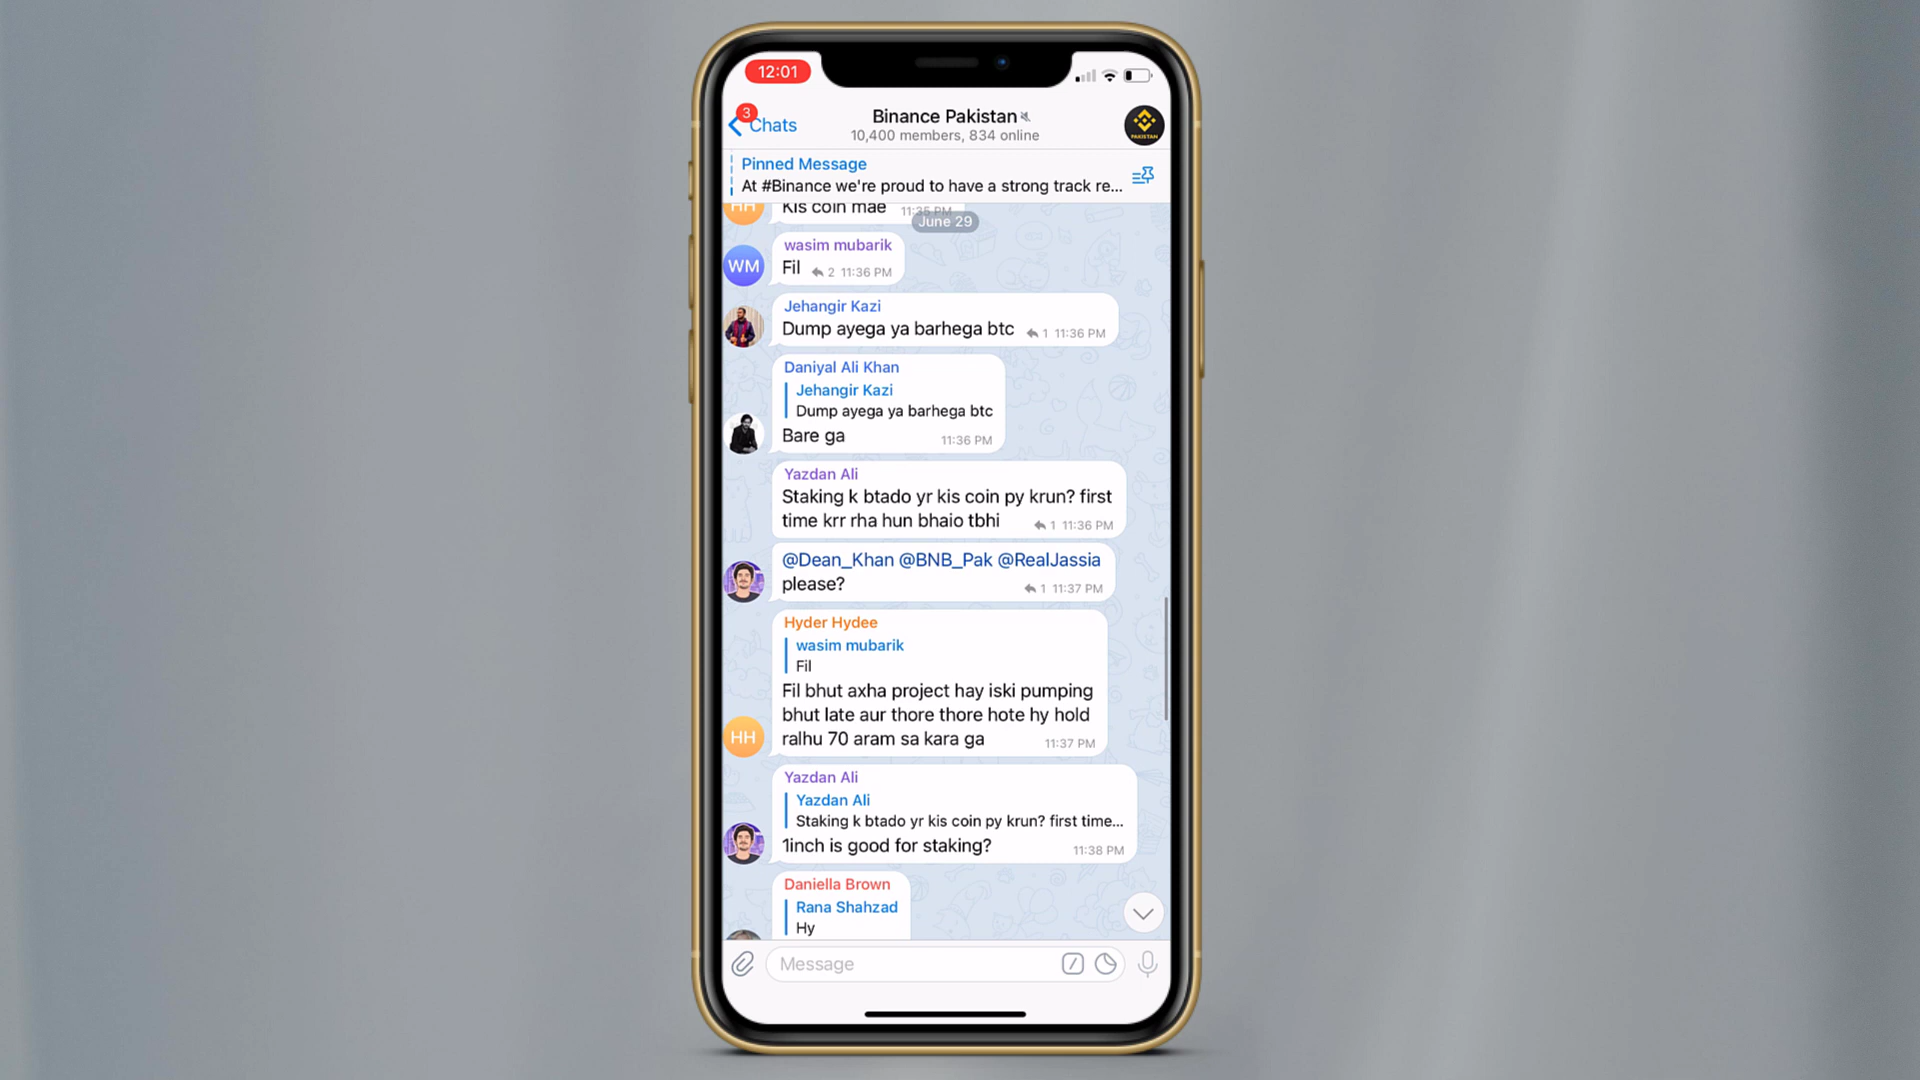 12:01
3
Chats
Binance Pakistan
10,400 members, 834 online
PAKISTAN
Pinned Message
At #Binance we're proud to have a strong track re...
HH
Kis coin mae 11:35 PM
June 29
wasim mubarik
WM
Fil 2 11:36 PM
Jehangir Kazi
Dump ayega ya barhega btc 1 11:36 PM
Daniyal Ali Khan
Jehangir Kazi
Dump ayega ya barhega btc
Bare ga 11:36 PM
Yazdan Ali
Staking k btado yr kis coin py krun? first
time krr rha hun bhaio tbhi 1 11:36 PM
@Dean_Khan @BNB_Pak @RealJassia
please? 1 11:37 PM
Hyder Hydee
wasim mubarik
Fil
Fil bhut axha project hay iski pumping
bhut late aur thore thore hote hy hold
HH
ralhu 70 aram sa kara ga 11:37 PM
Yazdan Ali
Yazdan Ali
Staking k btado yr kis coin py krun? first time...
1inch is good for staking? 11:38 PM
Daniella Brown
Rana Shahzad
Hy
Message